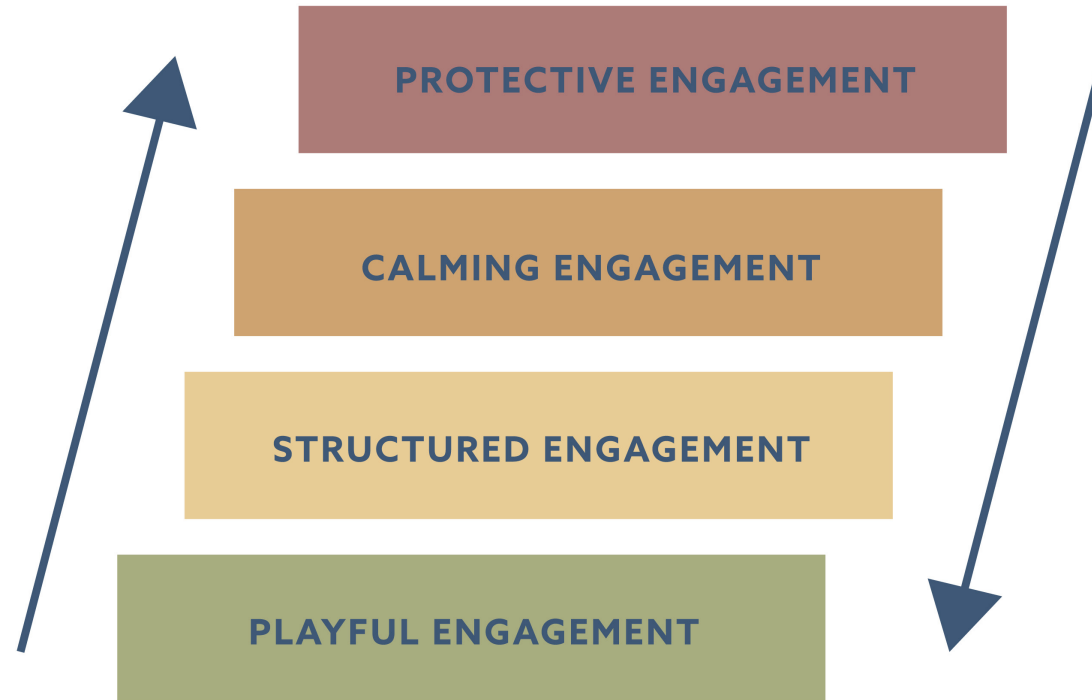 PROTECTIVE ENGAGEMENT
CALMING ENGAGEMENT
STRUCTURED ENGAGEMENT
PLAYFUL ENGAGEMENT